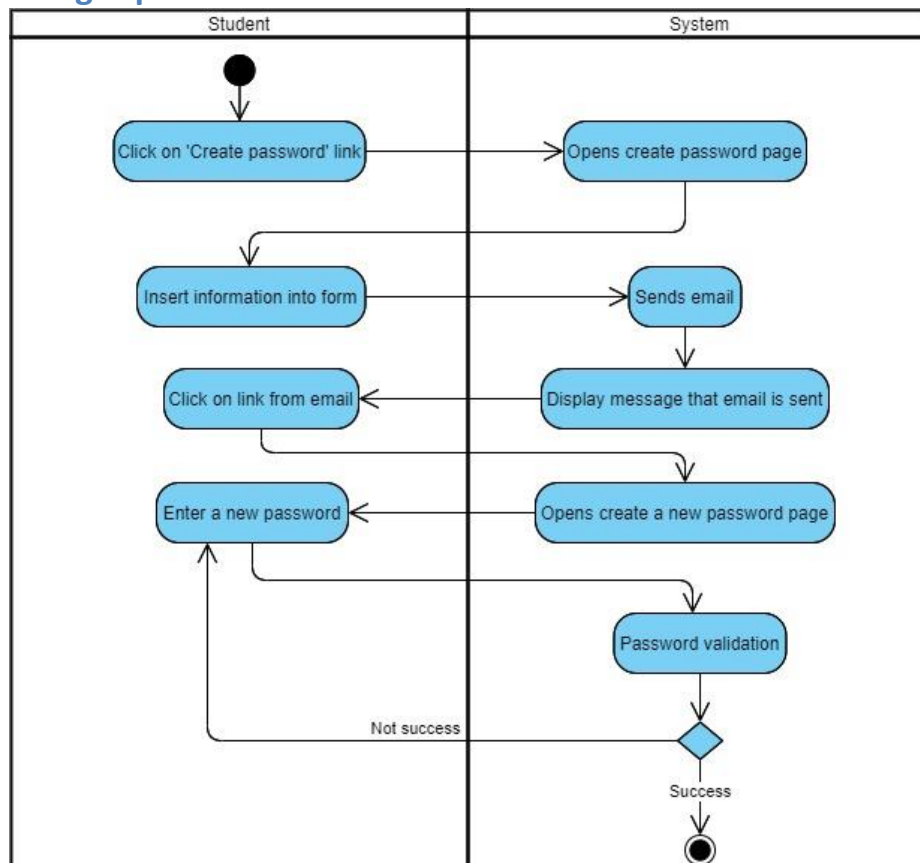 Student
System
Click on 'Create password' link
Opens create password page
Insert information into form
Sends email
Click on link from email
Display message that email is sent
Enter a new password
Opens create a new password page
Password validation
Not success
Success